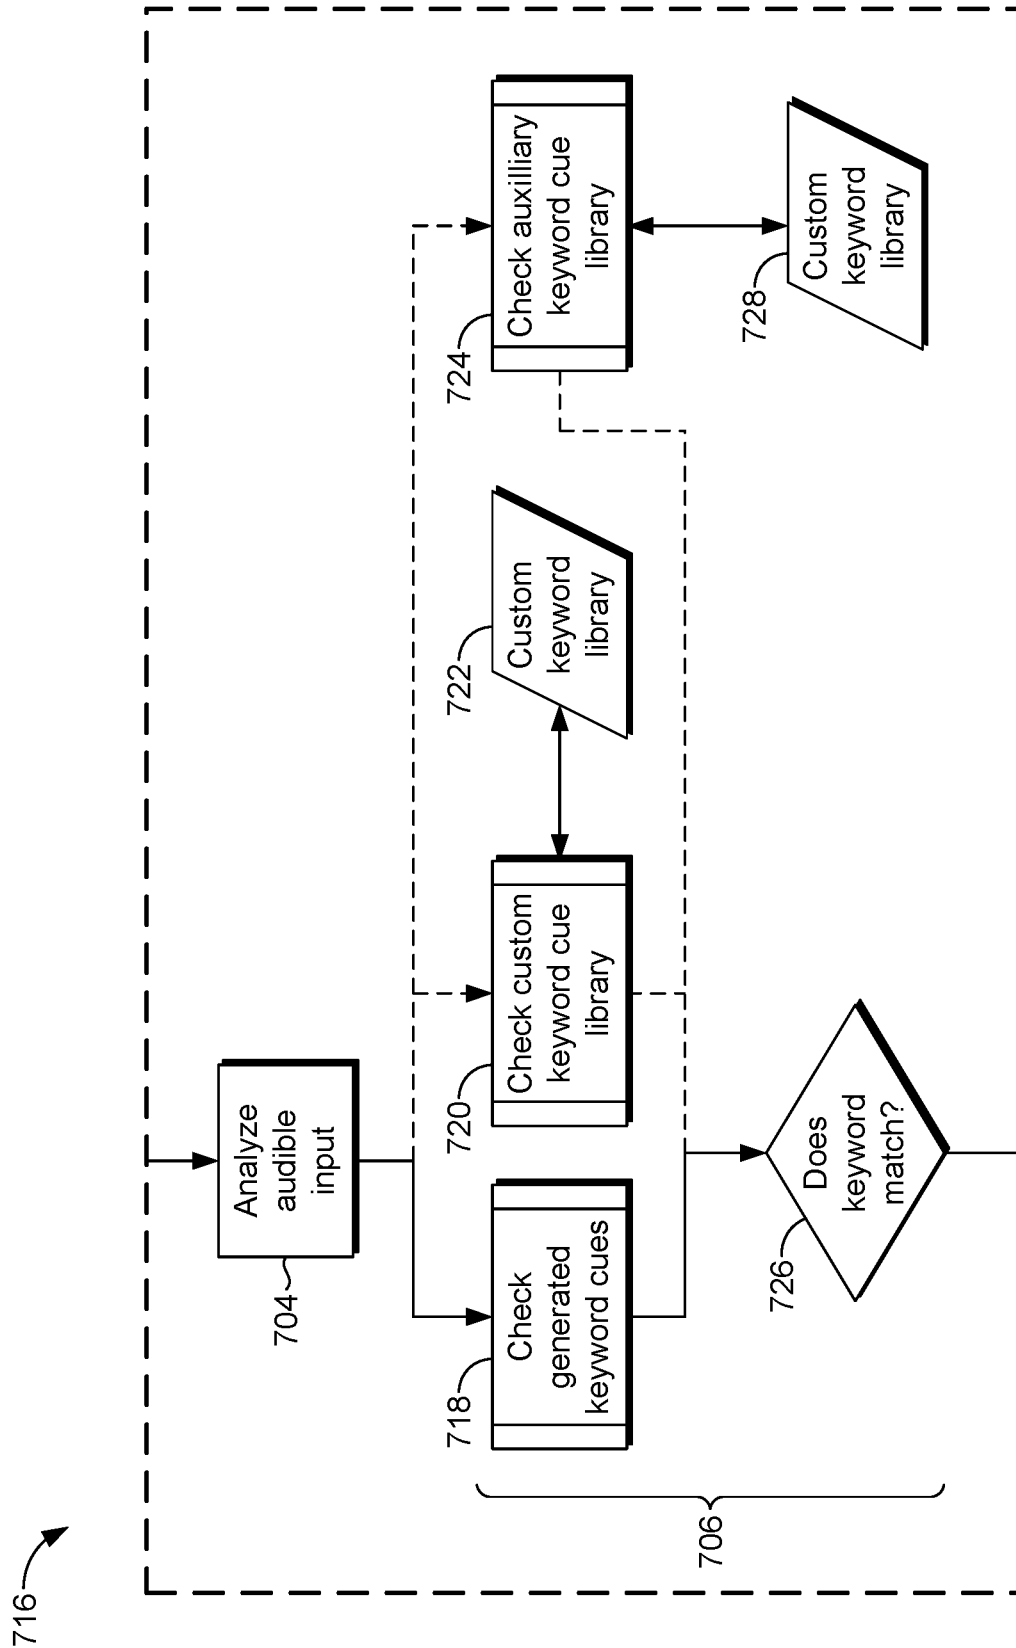 716
704
Analyze
audible
input
718
Check
generated
keyword cues
720
Check custom
keyword cue
library
722
Custom
keyword
library
724
Check auxilliary
keyword cue
library
706
726
Does
keyword
match?
728
Custom
keyword
library